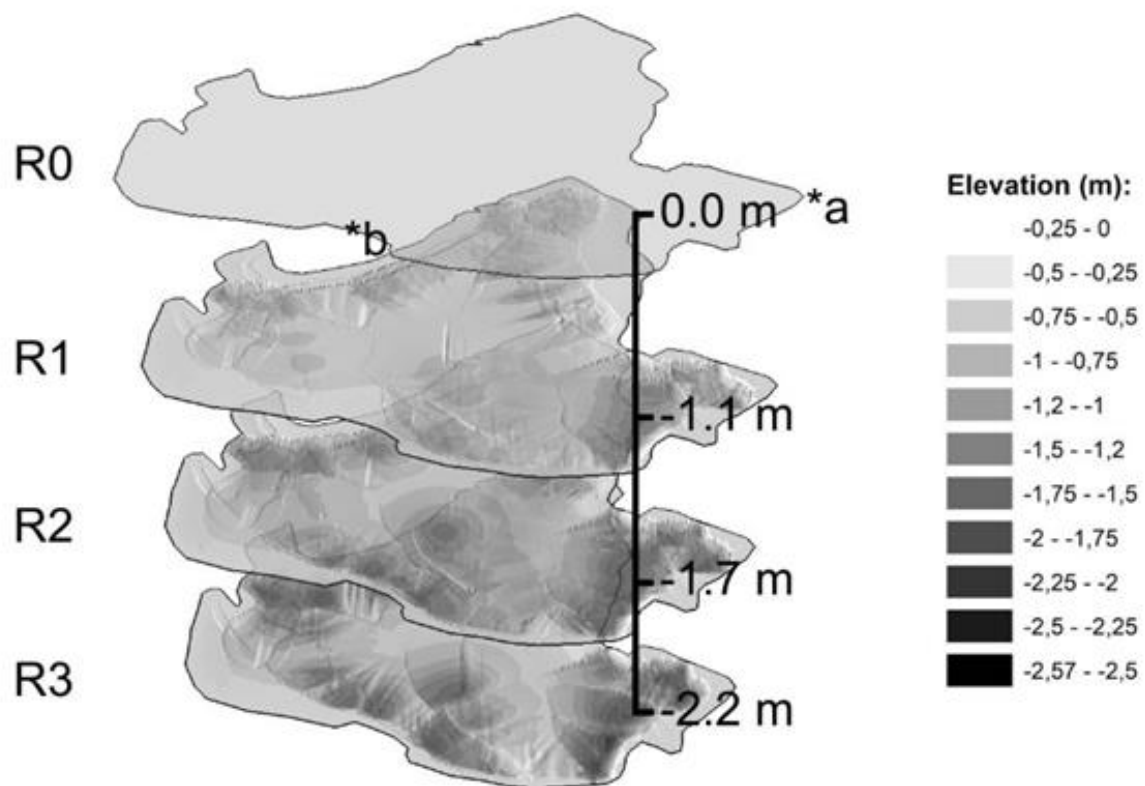 R0
0.0 m
*a
*b
R1
-1.1 m
R2
-1.7 m
R3
-2.2 m
Elevation (m):
-0,25 - 0
-0,5 - -0,25
-0,75 - -0,5
-1 - -0,75
-1,2 - -1
-1,5 - -1,2
-1,75 - -1,5
-2 - -1,75
-2,25 - -2
-2,5 - -2,25
-2,57 - -2,5